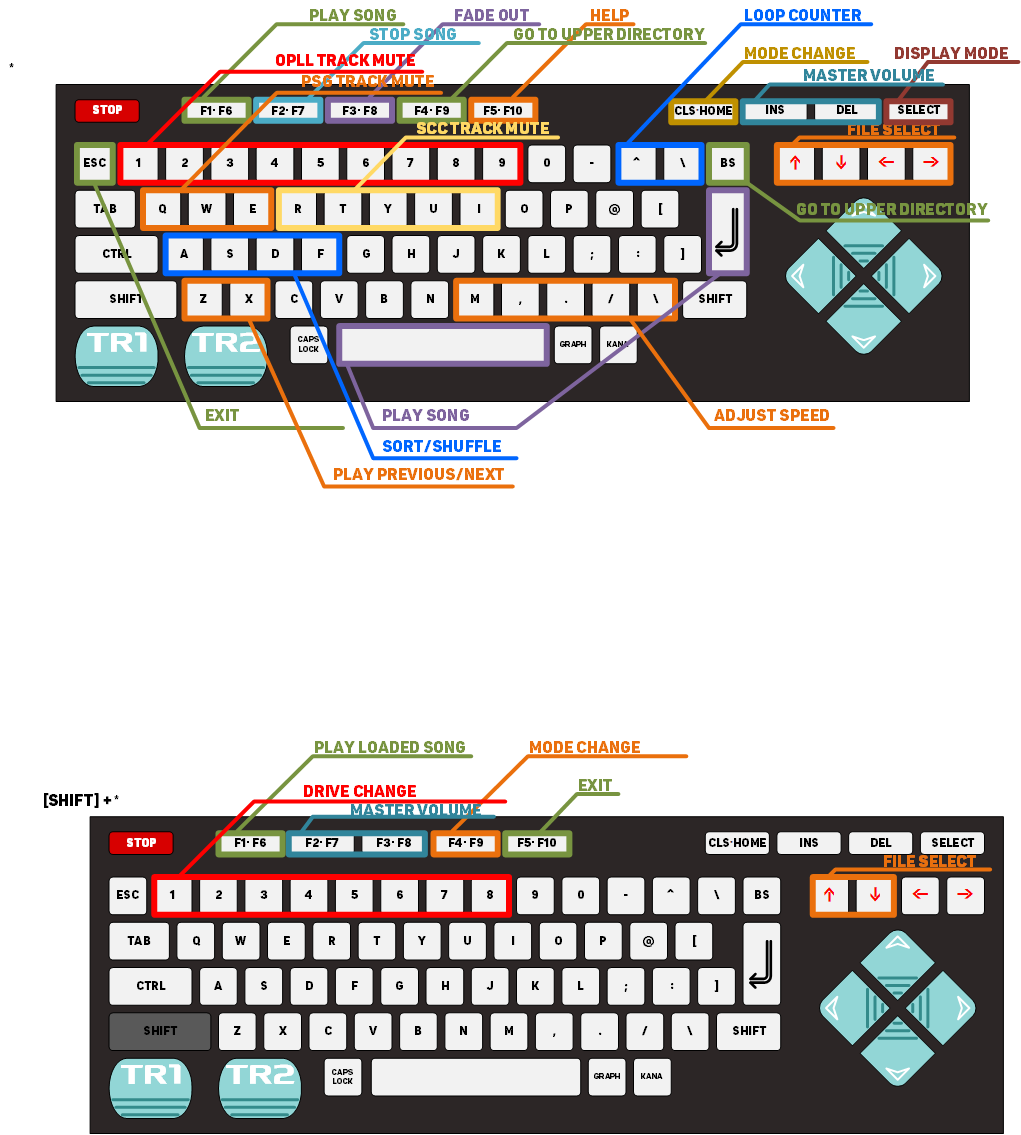 PLAY SONG
FADE OUT
HELP
LOOP COUNTER
STOP SONG
GO TO UPPER DIRECTORY
MODE CHANGE
DISPLAY MODE
OPLL TRACK MUTE
*
MASTER VOLUME
PSG TRACK MUTE
STOP F1·F6 F2·F7 F3·F8 F4·F9 F5·F10 CLS·HOME INS DEL SELECT
SCC TRACK MUTE
FILE SELECT
ESC 1 2 3 4 5 6 7 8 9 0 - ^ \ BS ↑ ↓ ← →
TAB Q W E R T Y U I O P @ [
GO TO UPPER DIRECTORY
CTRL A S D F G H J K L ; : ]
SHIFT Z X C V B N M , . / \ SHIFT
TR1 TR2 CAPS LOCK GRAPH KANA
EXIT
PLAY SONG
ADJUST SPEED
SORT/SHUFFLE
PLAY PREVIOUS/NEXT
PLAY LOADED SONG
MODE CHANGE
EXIT
DRIVE CHANGE
[SHIFT] + *
MASTER VOLUME
STOP F1·F6 F2·F7 F3·F8 F4·F9 F5·F10 CLS·HOME INS DEL SELECT
FILE SELECT
ESC 1 2 3 4 5 6 7 8 9 0 - ^ \ BS ↑ ↓ ← →
TAB Q W E R T Y U I O P @ [
CTRL A S D F G H J K L ; : ]
SHIFT Z X C V B N M , . / \ SHIFT
TR1 TR2 CAPS LOCK GRAPH KANA